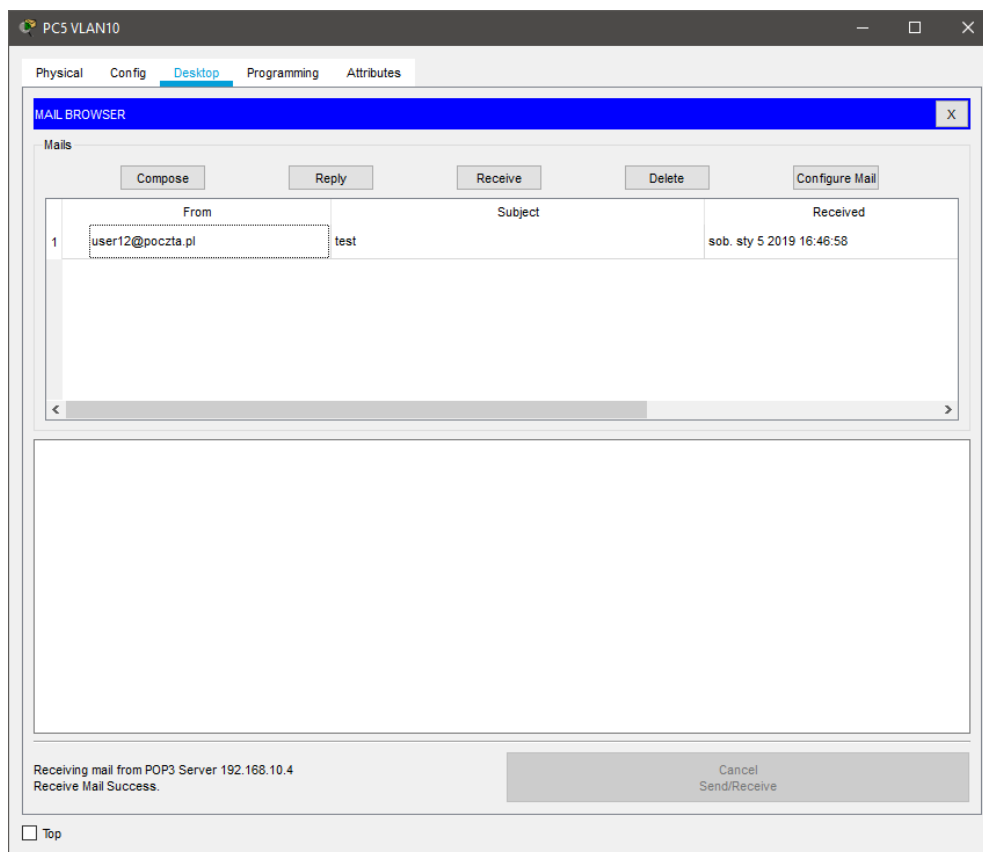 PC5 VLAN10
Physical Config Desktop Programming Attributes
MAIL BROWSER X
Mails
Compose Reply Receive Delete Configure Mail
From Subject Received
1 user12@poczta.pl test sob. sty 5 2019 16:46:58
Receiving mail from POP3 Server 192.168.10.4
Receive Mail Success.
Cancel
Send/Receive
Top